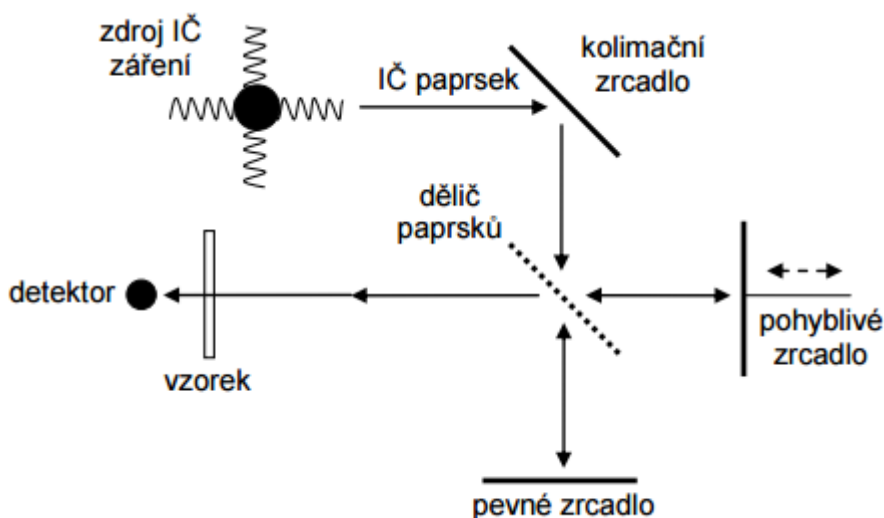 zdroj IČ
záření
IČ paprsek
kolimační
zrcadlo
dělič
paprsků
detektor
vzorek
pohyblivé
zrcadlo
pevné zrcadlo